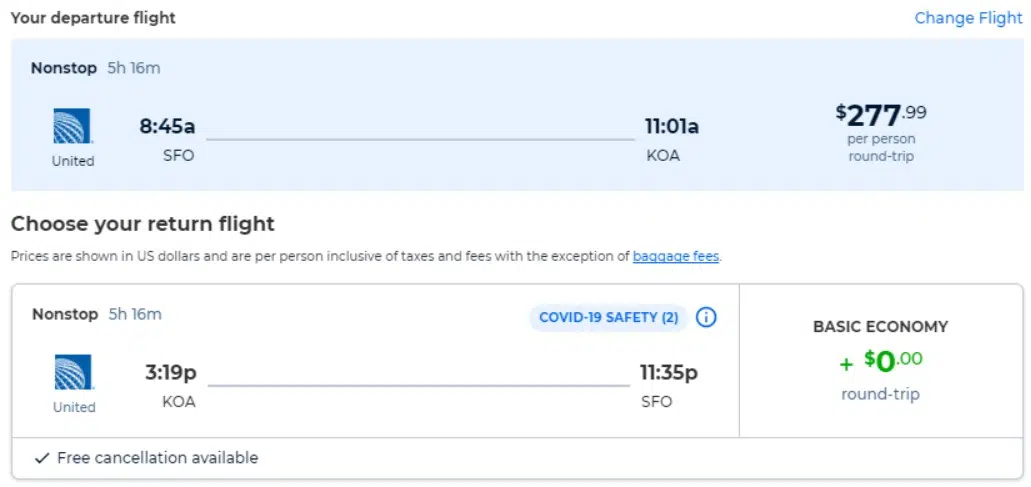 Your departure flight Change Flight
Nonstop 5h 16m
8:45a 11:01a $277.99
United SFO KOA per person
round-trip
Choose your return flight
Prices are shown in US dollars and are per person inclusive of taxes and fees with the exception of baggage fees.
Nonstop 5h 16m COVID-19 SAFETY (2) i
BASIC ECONOMY
3:19p 11:35p + $0.00
United KOA SFO round-trip
Free cancellation available